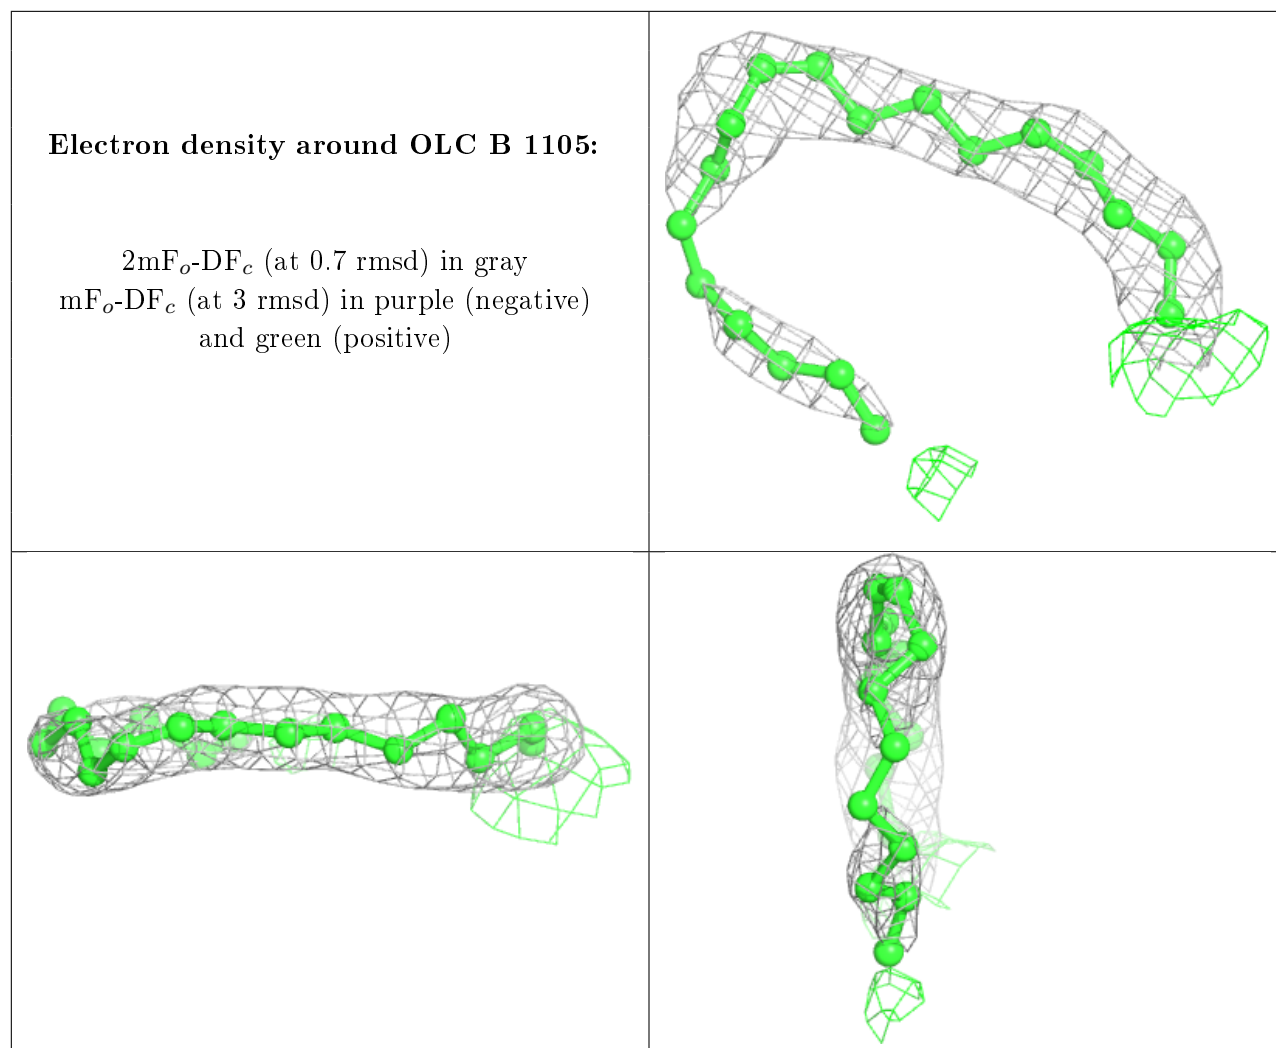 Electron density around OLC B 1105:
2mFₒ-DF𝒸 (at 0.7 rmsd) in gray
mFₒ-DF𝒸 (at 3 rmsd) in purple (negative)
and green (positive)